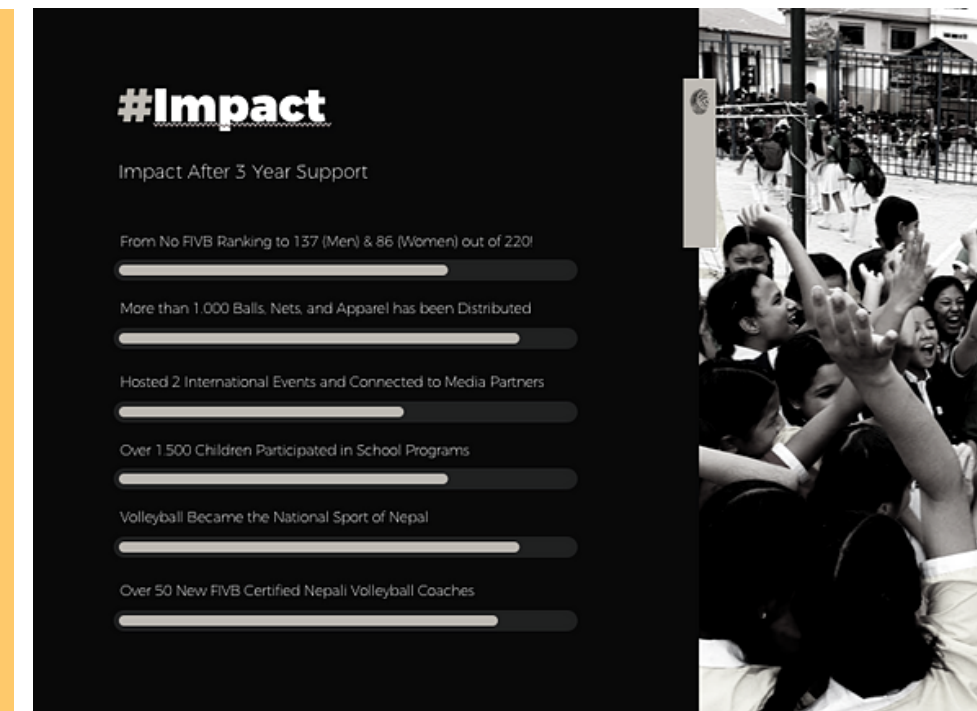 #Impact
Impact After 3 Year Support
From No FIVB Ranking to 137 (Men) & 86 (Women) out of 220!
More than 1.000 Balls, Nets, and Apparel has been Distributed
Hosted 2 International Events and Connected to Media Partners
Over 1.500 Children Participated in School Programs
Volleyball Became the National Sport of Nepal
Over 50 New FIVB Certified Nepali Volleyball Coaches